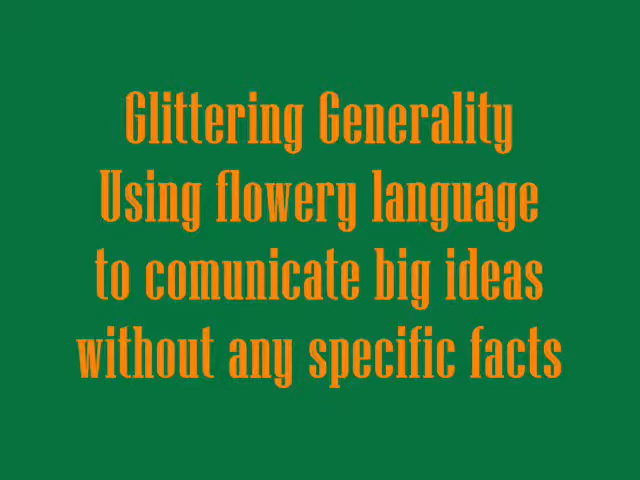 Glittering Generality
Using flowery language
to comunicate big ideas
without any specific facts